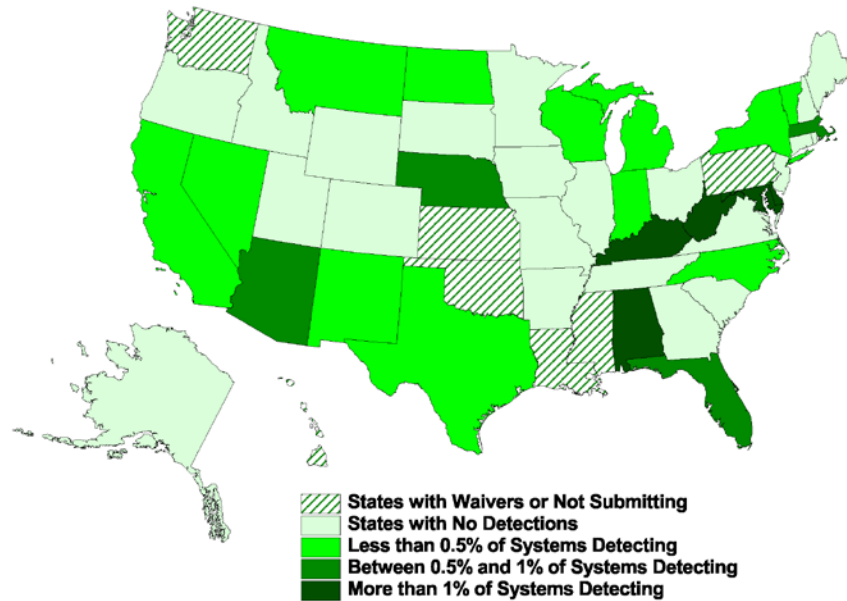 States with Waivers or Not Submitting
States with No Detections
Less than 0.5% of Systems Detecting
Between 0.5% and 1% of Systems Detecting
More than 1% of Systems Detecting